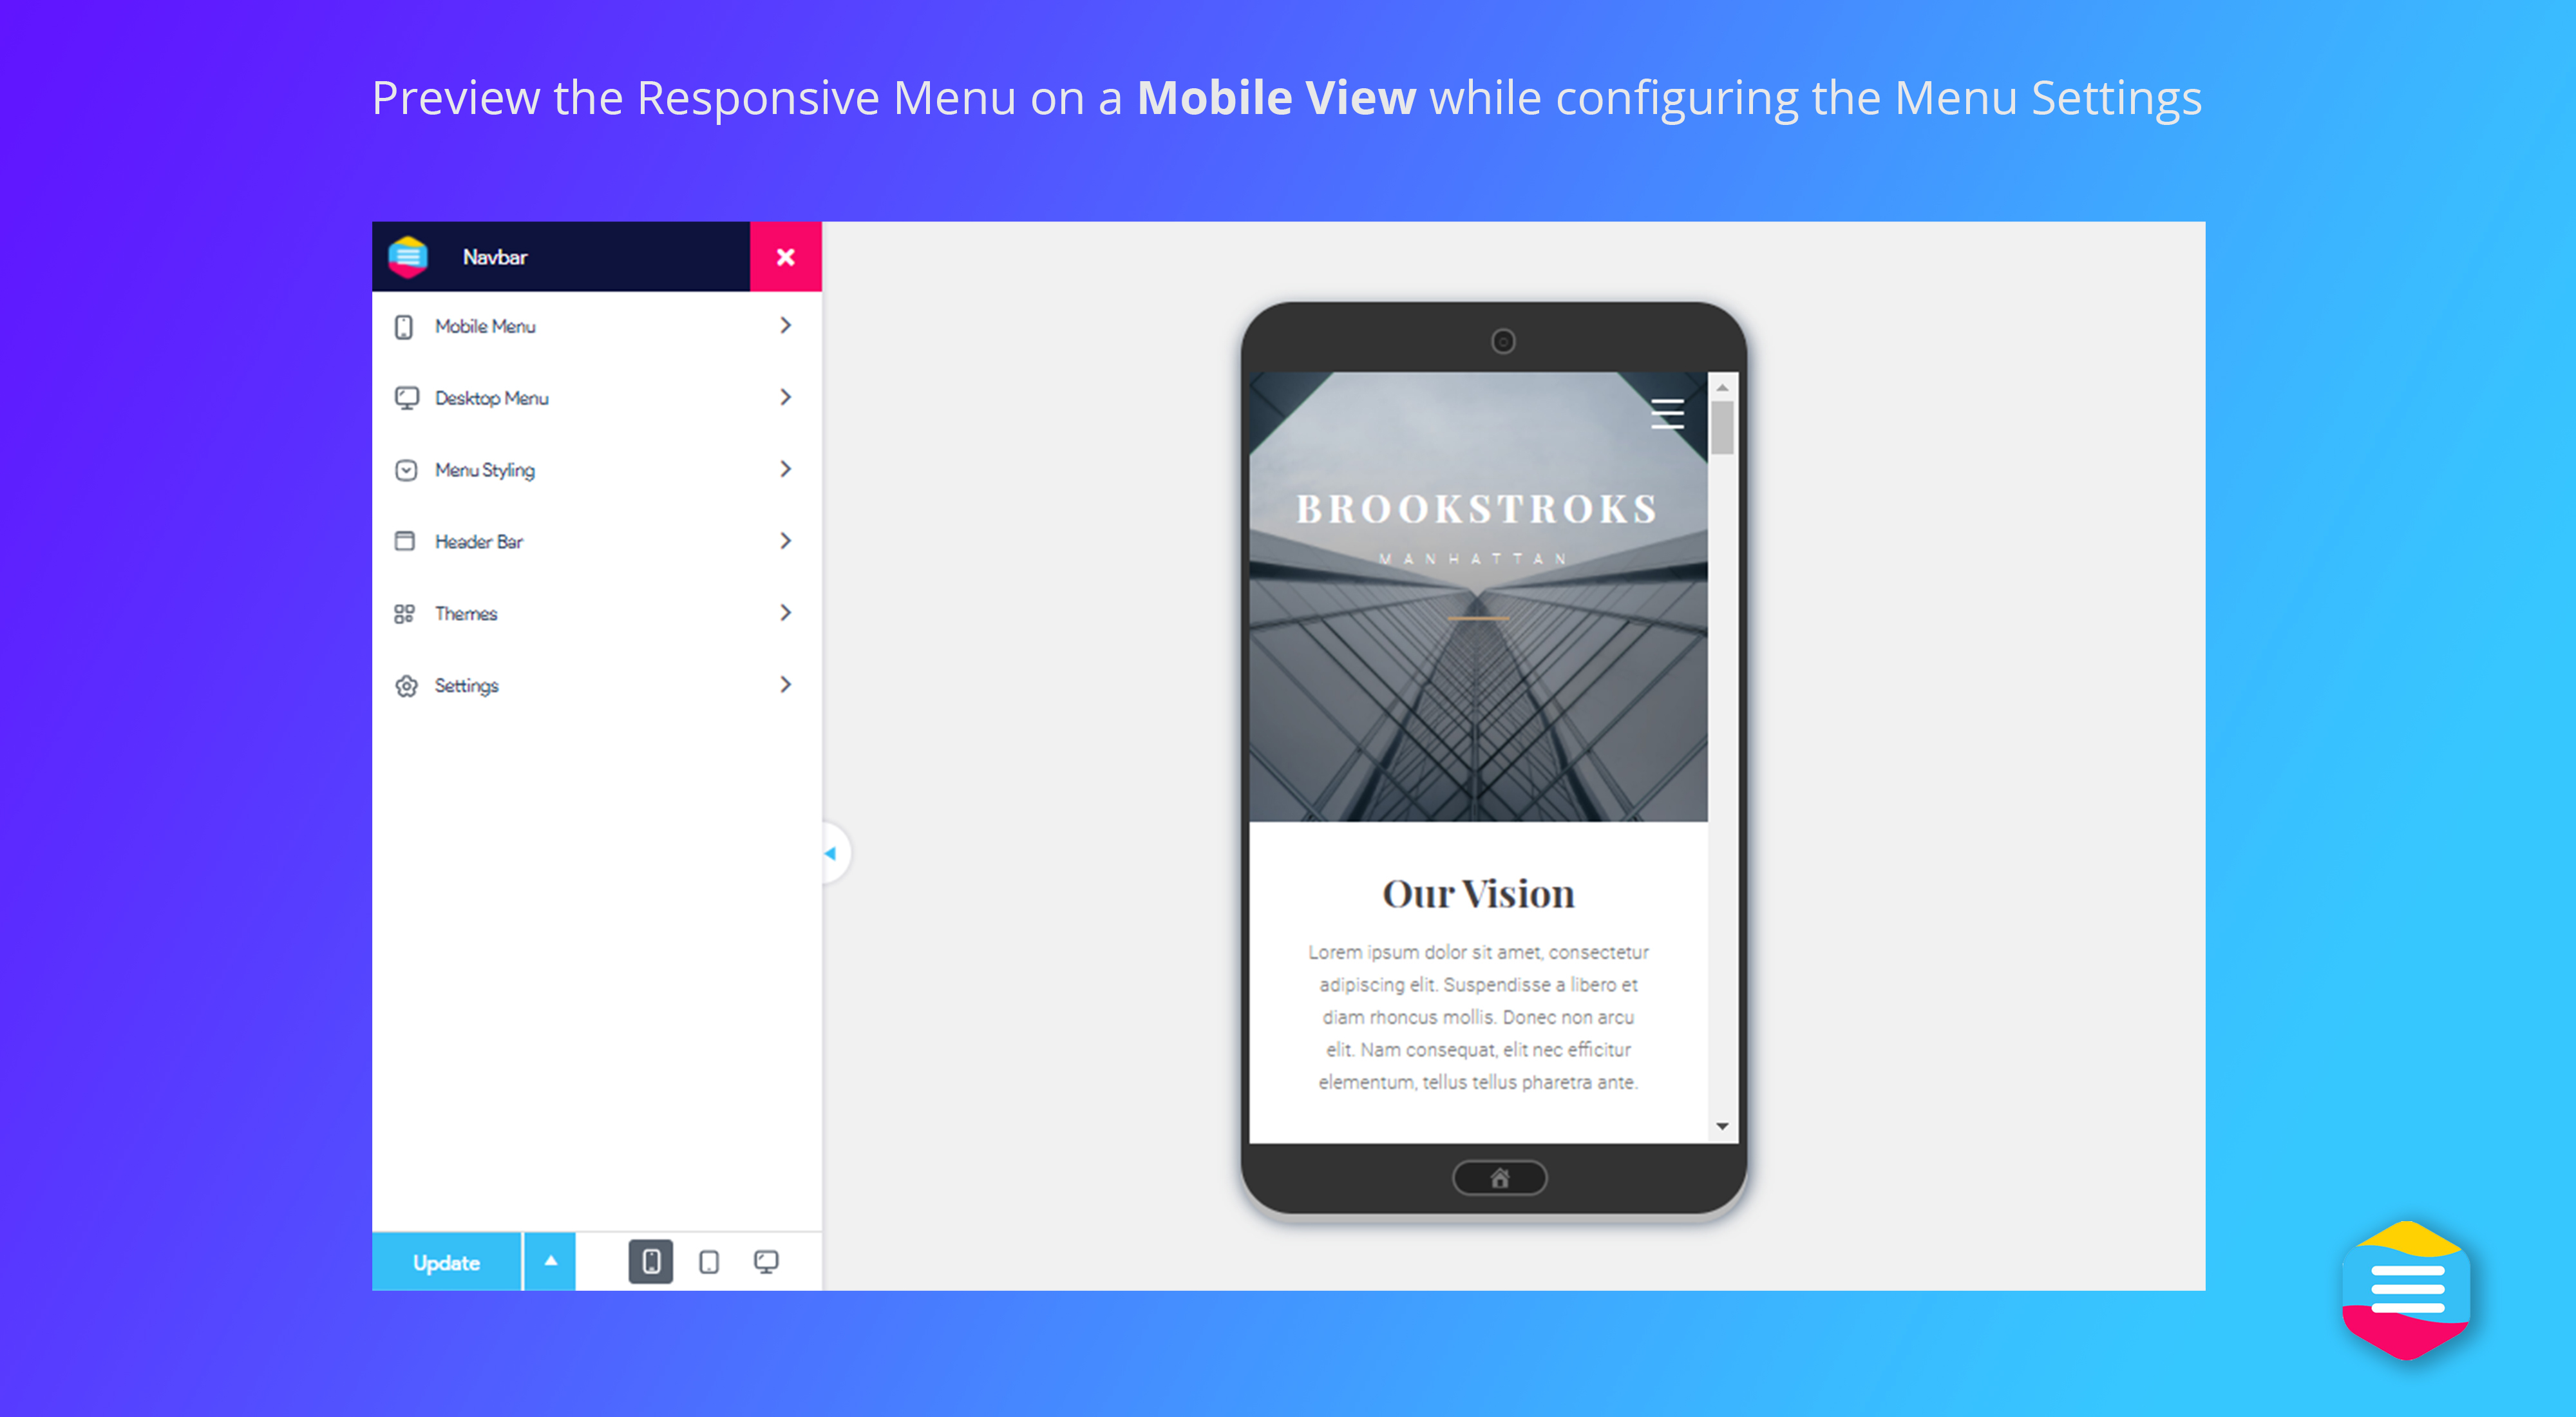 Preview the Responsive Menu on a Mobile View while configuring the Menu Settings
Navbar
Mobile Menu
Desktop Menu
Menu Styling
Header Bar
Themes
Settings
Update
BROOKSTROKS
MANHATTAN
Our Vision
Lorem ipsum dolor sit amet, consectetur
adipiscing elit. Suspendisse a libero et
diam rhoncus mollis. Donec non arcu
elit. Nam consequat, elit nec efficitur
elementum, tellus tellus pharetra ante.